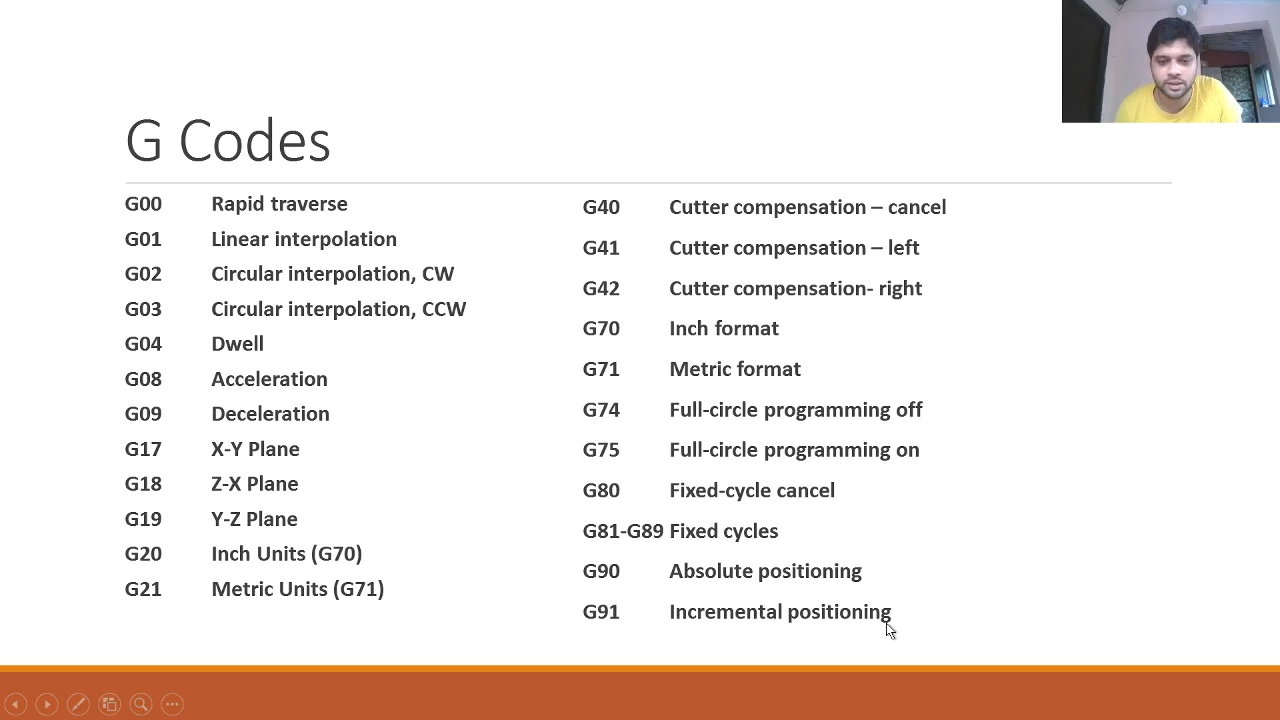 G Codes
G00 Rapid traverse
G01 Linear interpolation
G02 Circular interpolation, CW
G03 Circular interpolation, CCW
G04 Dwell
G08 Acceleration
G09 Deceleration
G17 X-Y Plane
G18 Z-X Plane
G19 Y-Z Plane
G20 Inch Units (G70)
G21 Metric Units (G71)
G40 Cutter compensation – cancel
G41 Cutter compensation – left
G42 Cutter compensation- right
G70 Inch format
G71 Metric format
G74 Full-circle programming off
G75 Full-circle programming on
G80 Fixed-cycle cancel
G81-G89 Fixed cycles
G90 Absolute positioning
G91 Incremental positioning